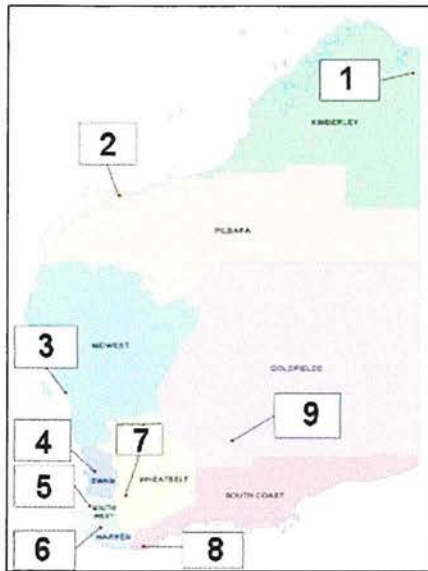 1
KIMBERLEY
2
PILBARA
3
MIDWEST
GOLDFIELDS
4
7
9
SWAN
WHEATBELT
5
SOUTH COAST
SOUTH
WEST
6
WARREN
8